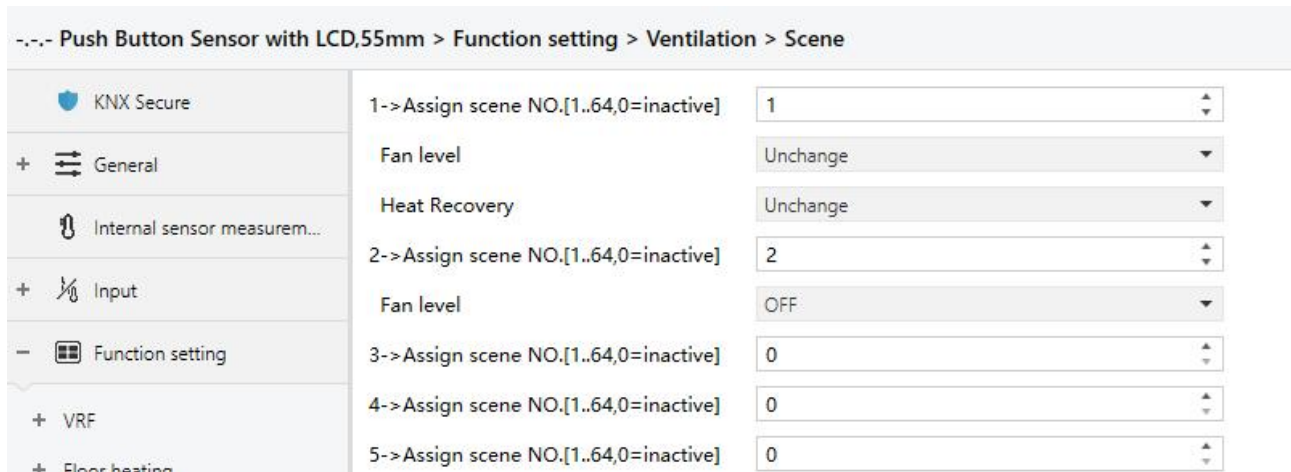 -.-.- Push Button Sensor with LCD,55mm > Function setting > Ventilation > Scene
KNX Secure
+ General
Internal sensor measurem...
+ Input
- Function setting
+ VRF
+ Floor heating
1->Assign scene NO.[1..64,0=inactive] 1
Fan level Unchange
Heat Recovery Unchange
2->Assign scene NO.[1..64,0=inactive] 2
Fan level OFF
3->Assign scene NO.[1..64,0=inactive] 0
4->Assign scene NO.[1..64,0=inactive] 0
5->Assign scene NO.[1..64,0=inactive] 0